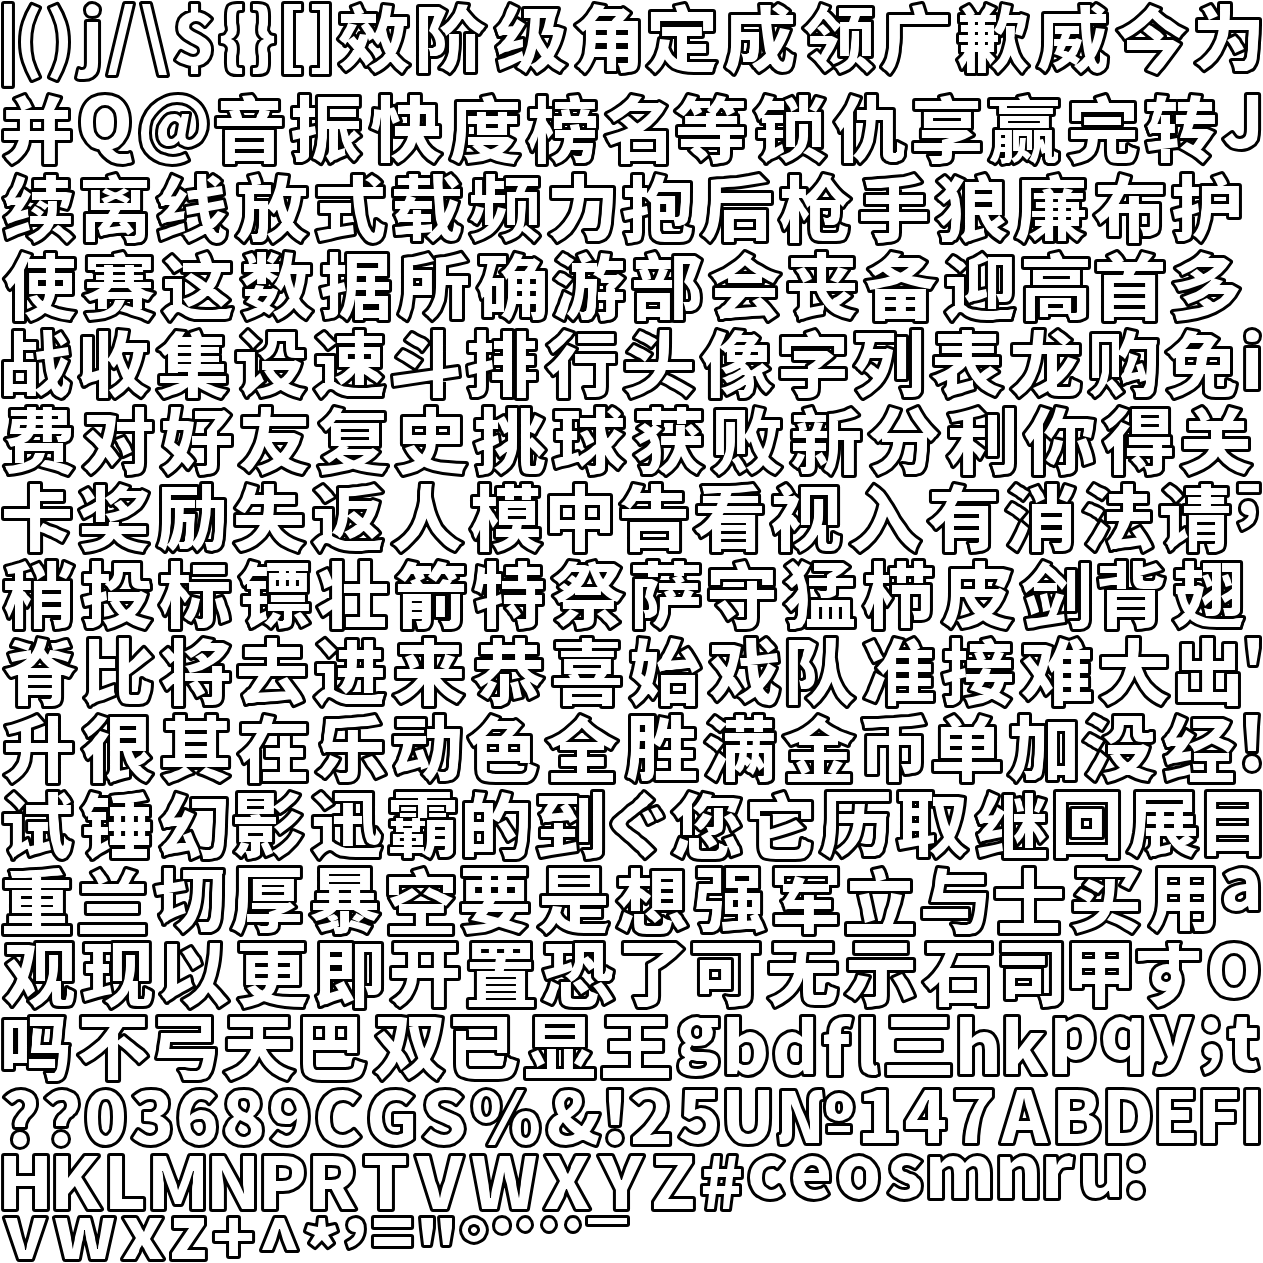 |()j/\${}[]效阶级角定成领广歉威今为
并Q@音振快度榜名等锁仇享赢完转J
续离线放式载频力抱后枪手狼廉布护
使赛这数据所确游部会丧备迎高首多
战收集设速斗排行头像字列表龙购免i
费对好友复史挑球获败新分利你得关
卡奖励失返人模中告看视入有消法请
稍投标镖壮箭特祭萨守猛栉皮剑背翅
脊比将去进来恭喜始戏队准接难大出'
升很其在乐动色全胜满金币单加没经!
试锤幻影迅霸的到ぐ您它历取继回展目
重兰切厚暴空要是想强军立与士买用a
观现以更即开置恐了可无示石司甲すO
吗不弓天巴双已显王gbdfl三hkpqy;t
??03689CGS%&!25U№147ABDEFI
HKLMNPRTVWXYZ#ceosmnru:
vwxz+^*'="°